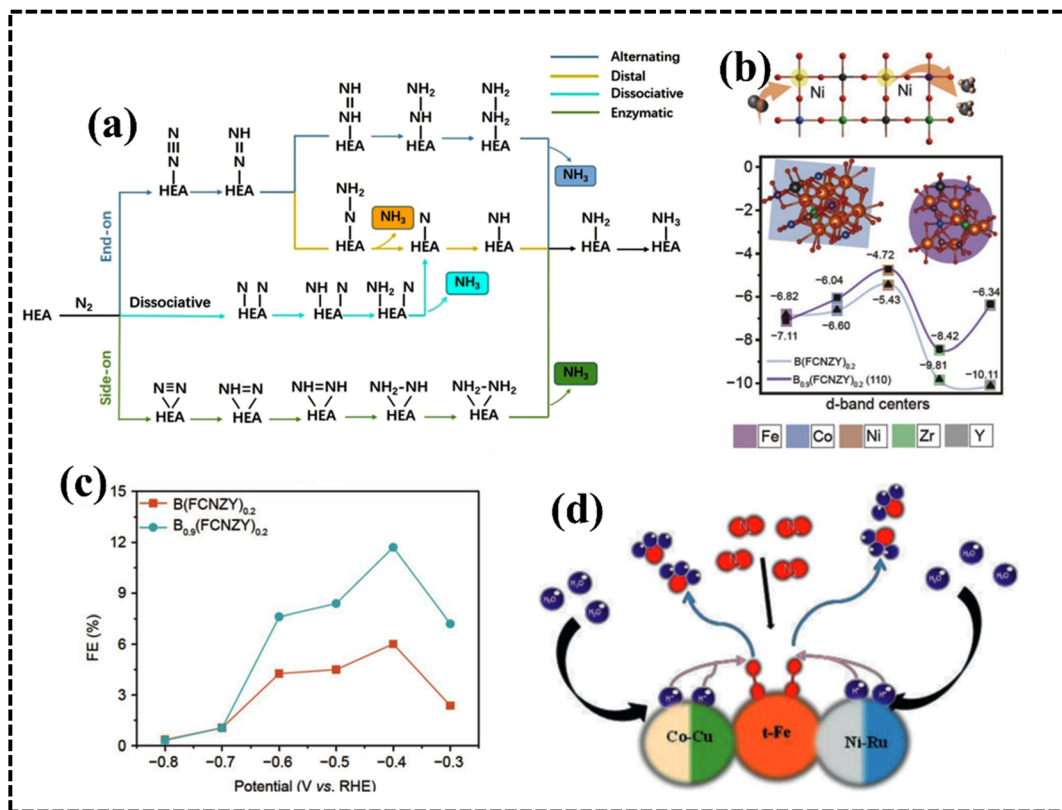 (a)
Alternating
Distal
Dissociative
Enzymatic
NH NH₂ NH₂
N NH NH NH NH₂
N N HEA HEA HEA
N N NH₃
HEA HEA NH₂
End-on N NH₃ N NH NH₂ NH₃
HEA HEA HEA HEA HEA
N₂ Dissociative N N NH N NH₂ N NH₃
HEA HEA HEA HEA
Side-on
N≡N NH=N NH=NH NH₂-NH NH₂-NH₂ NH₃
HEA HEA HEA HEA HEA
(b)
Ni Ni
0
−2
−4
−6
−8
−10
−4.72
−6.82 −6.04 −5.43 −6.34
−7.11 −6.60 −8.42
−9.81 −10.11
B(FCNZY)₀.₂
B₀.₉(FCNZY)₀.₂ (110)
d-band centers
Fe Co Ni Zr Y
(c)
B(FCNZY)₀.₂
B₀.₉(FCNZY)₀.₂
FE (%)
15
12
9
6
3
0
−0.8 −0.7 −0.6 −0.5 −0.4 −0.3
Potential (V vs. RHE)
(d)
H₂O H₂O
H⁺ H⁺ H⁺ H⁺
Co-Cu t-Fe Ni-Ru